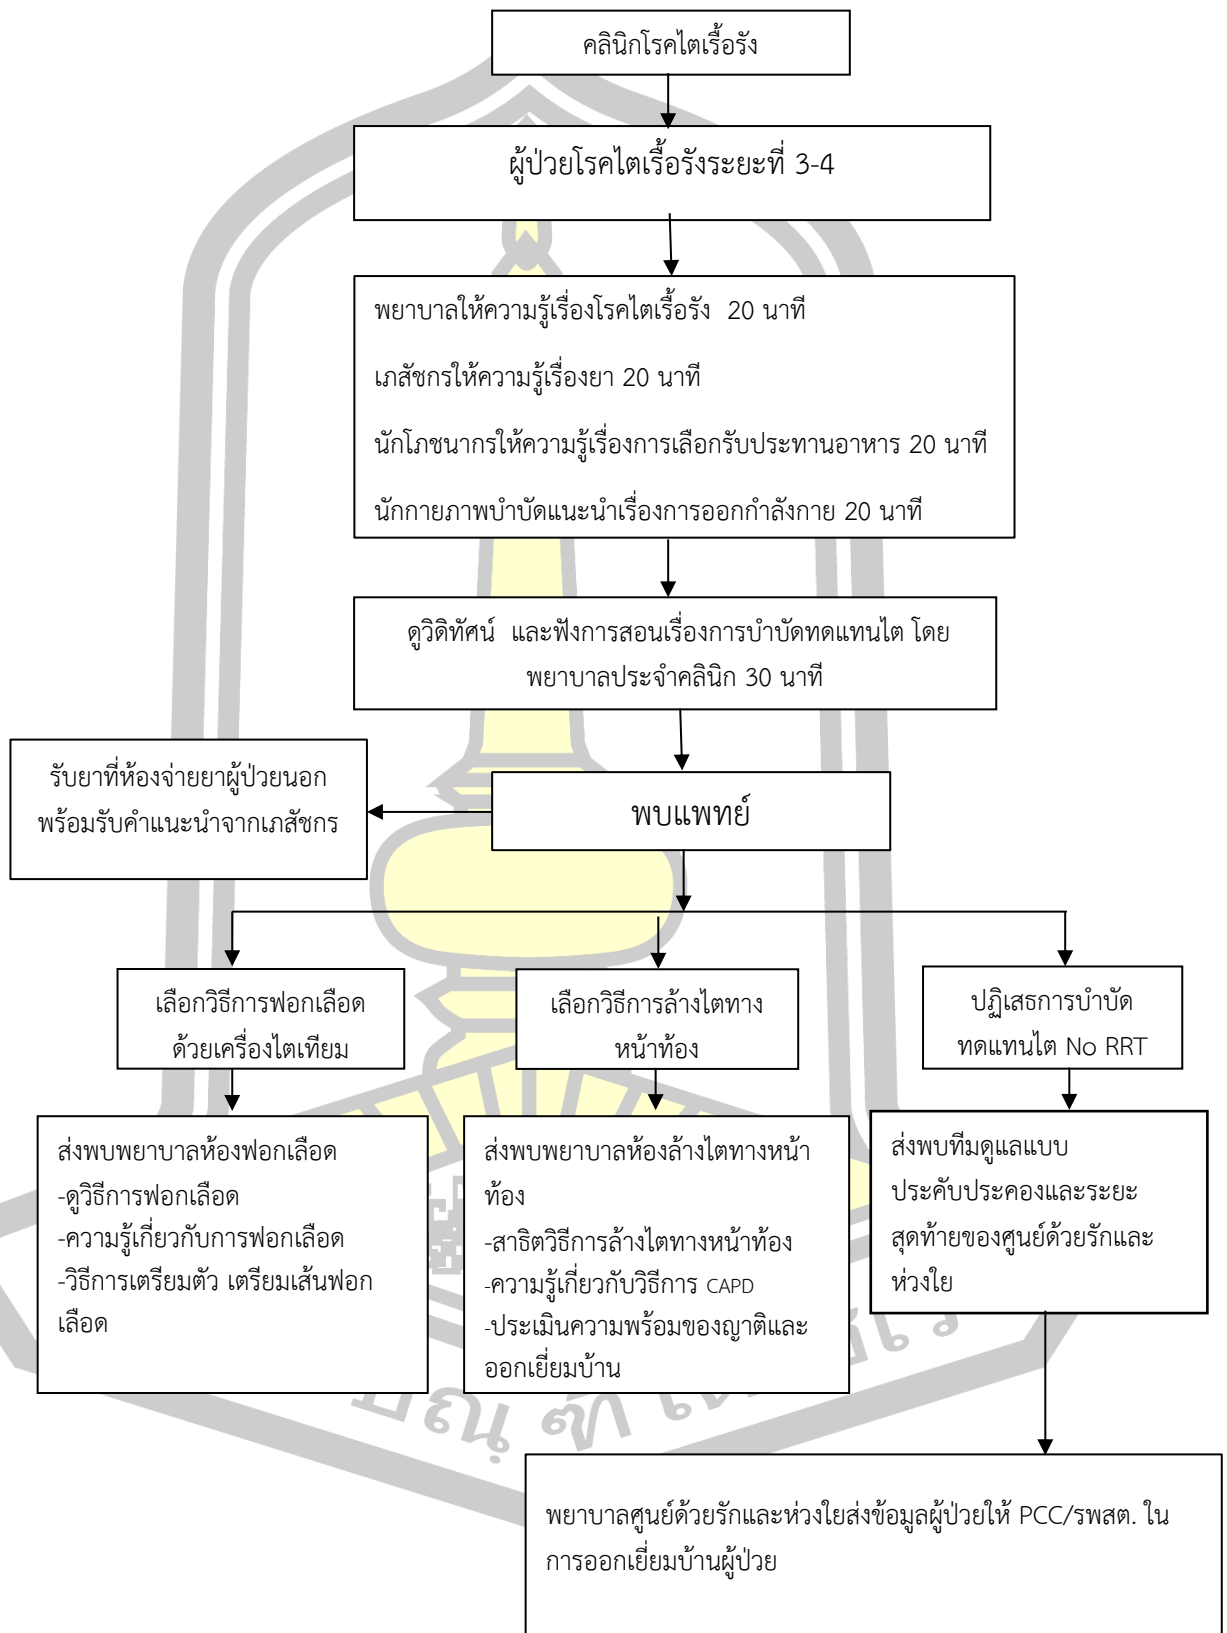 คลินิกโรคไตเรื้อรัง
ผู้ป่วยโรคไตเรื้อรังระยะที่ 3-4
พยาบาลให้ความรู้เรื่องโรคไตเรื้อรัง 20 นาที
เภสัชกรให้ความรู้เรื่องยา 20 นาที
นักโภชนากรให้ความรู้เรื่องการเลือกรับประทานอาหาร 20 นาที
นักกายภาพบำบัดแนะนำเรื่องการออกกำลังกาย 20 นาที
ดูวิดิทัศน์ และฟังการสอนเรื่องการบำบัดทดแทนไต โดย
พยาบาลประจำคลินิก 30 นาที
รับยาที่ห้องจ่ายยาผู้ป่วยนอก
พร้อมรับคำแนะนำจากเภสัชกร
พบแพทย์
เลือกวิธีการฟอกเลือด
ด้วยเครื่องไตเทียม
เลือกวิธีการล้างไตทาง
หน้าท้อง
ปฏิเสธการบำบัด
ทดแทนไต No RRT
ส่งพบพยาบาลห้องฟอกเลือด
-ดูวิธีการฟอกเลือด
-ความรู้เกี่ยวกับการฟอกเลือด
-วิธีการเตรียมตัว เตรียมเส้นฟอก
เลือด
ส่งพบพยาบาลห้องล้างไตทางหน้า
ท้อง
-สาธิตวิธีการล้างไตทางหน้าท้อง
-ความรู้เกี่ยวกับวิธีการ CAPD
-ประเมินความพร้อมของญาติและ
ออกเยี่ยมบ้าน
ส่งพบทีมดูแลแบบ
ประคับประคองและระยะ
สุดท้ายของศูนย์ด้วยรักและ
ห่วงใย
พยาบาลศูนย์ด้วยรักและห่วงใยส่งข้อมูลผู้ป่วยให้ PCC/รพสต. ใน
การออกเยี่ยมบ้านผู้ป่วย